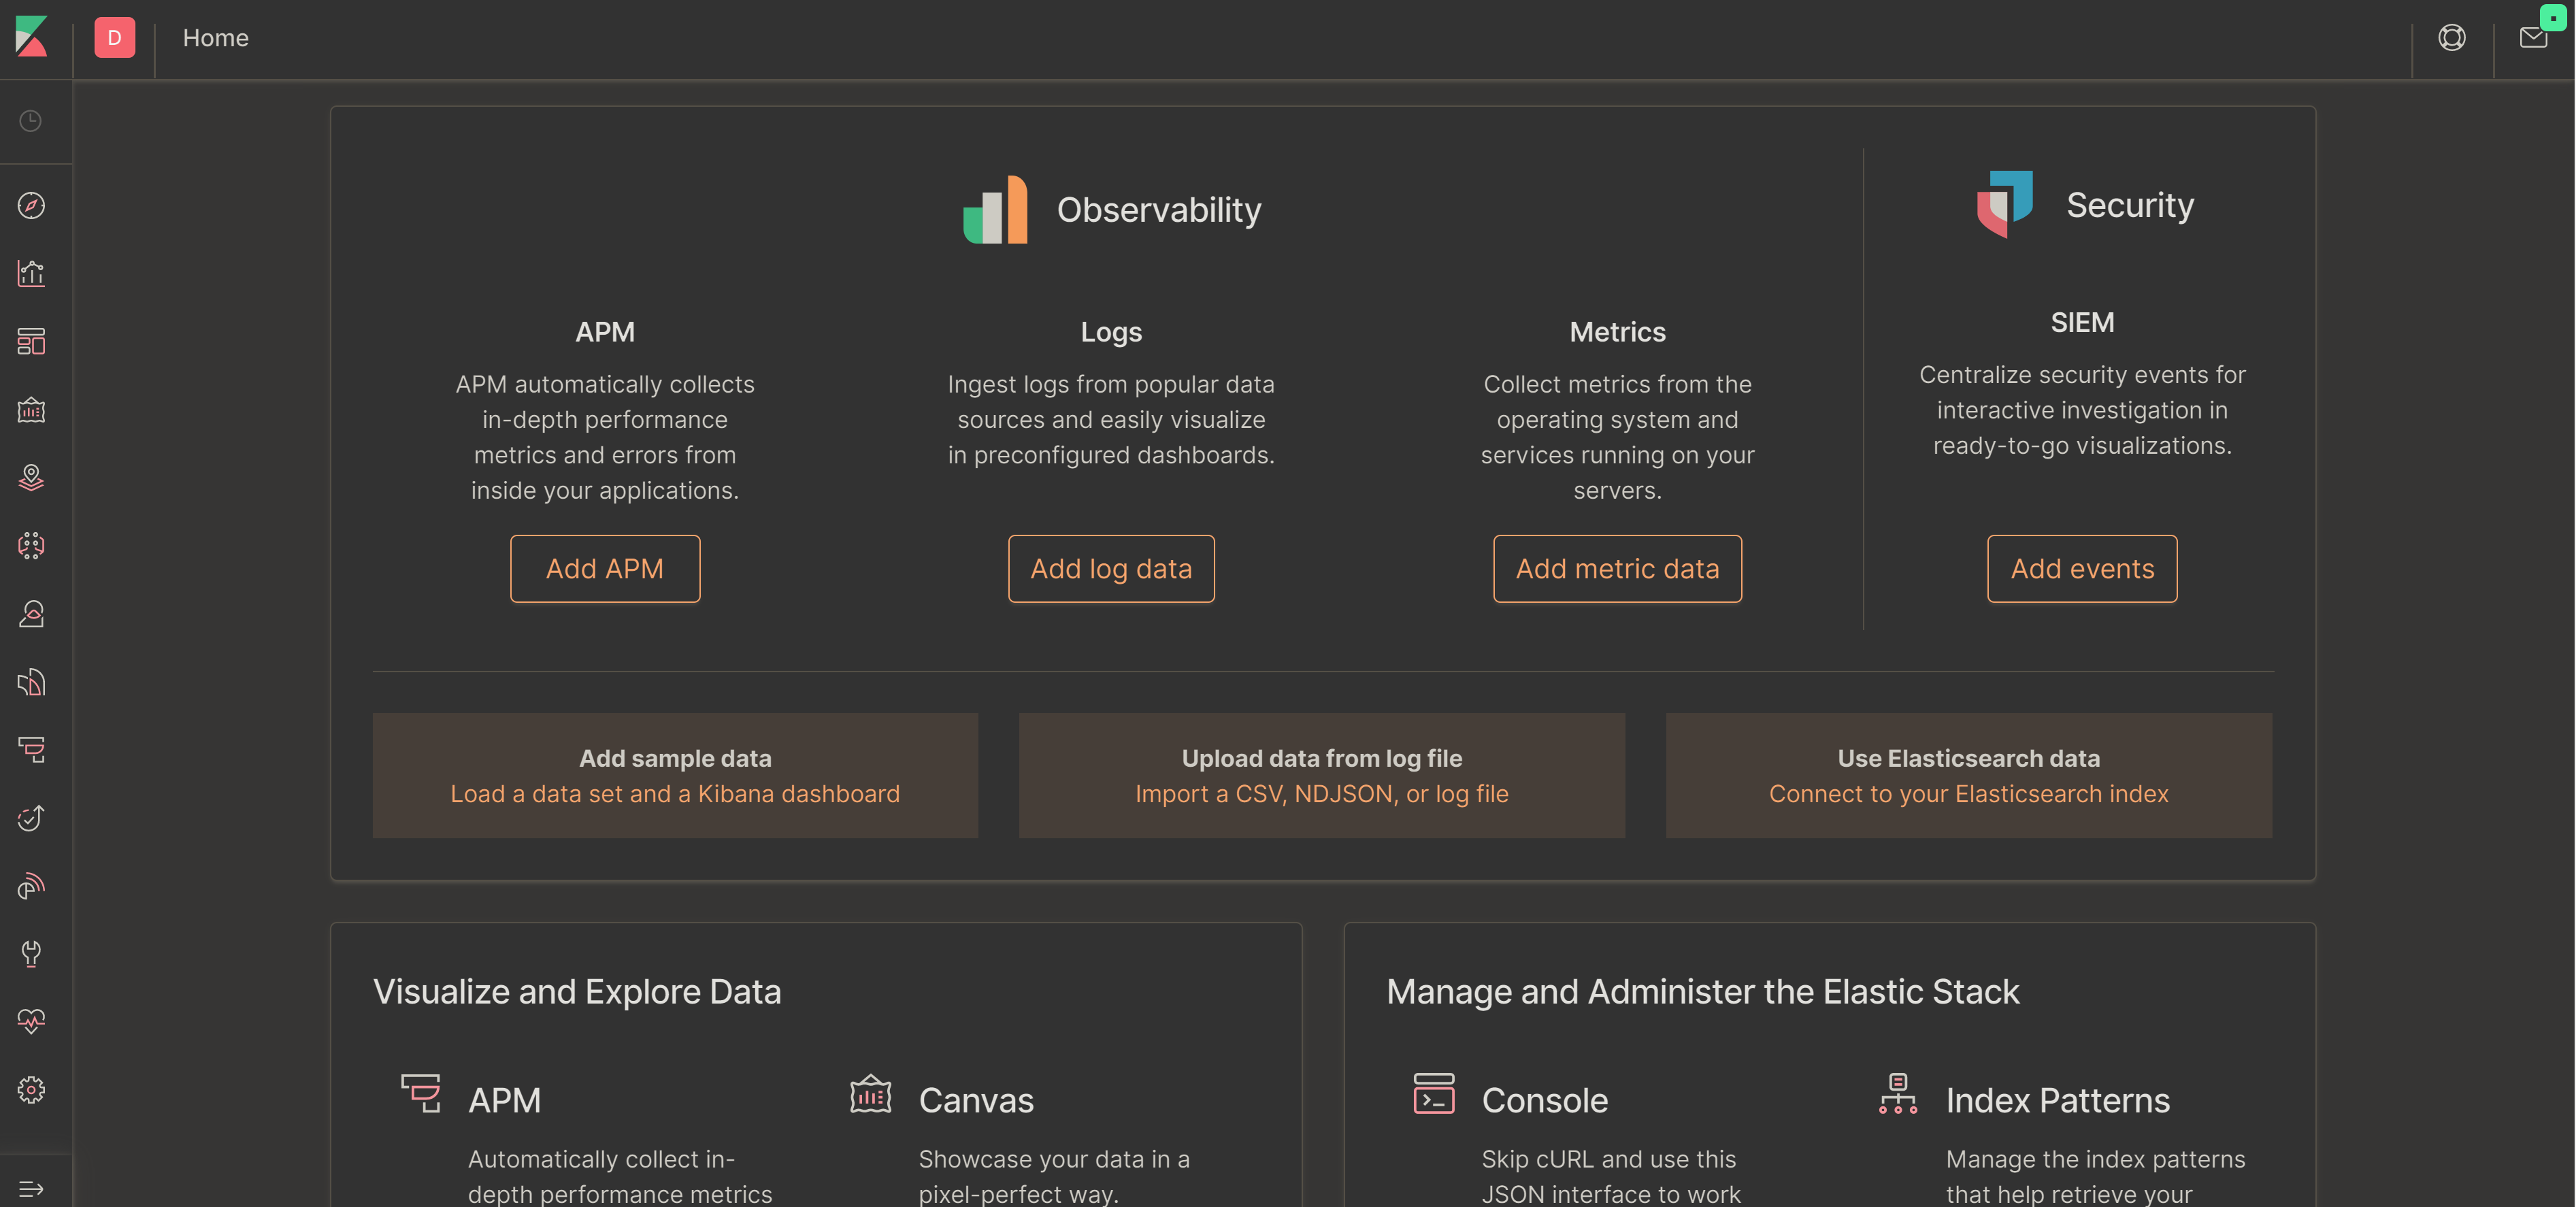 D
Home
Observability
Security
APM
APM automatically collects
in-depth performance
metrics and errors from
inside your applications.
Add APM
Logs
Ingest logs from popular data
sources and easily visualize
in preconfigured dashboards.
Add log data
Metrics
Collect metrics from the
operating system and
services running on your
servers.
Add metric data
SIEM
Centralize security events for
interactive investigation in
ready-to-go visualizations.
Add events
Add sample data
Load a data set and a Kibana dashboard
Upload data from log file
Import a CSV, NDJSON, or log file
Use Elasticsearch data
Connect to your Elasticsearch index
Visualize and Explore Data
APM
Automatically collect in-
depth performance metrics
Canvas
Showcase your data in a
pixel-perfect way.
Manage and Administer the Elastic Stack
Console
Skip cURL and use this
JSON interface to work
Index Patterns
Manage the index patterns
that help retrieve your